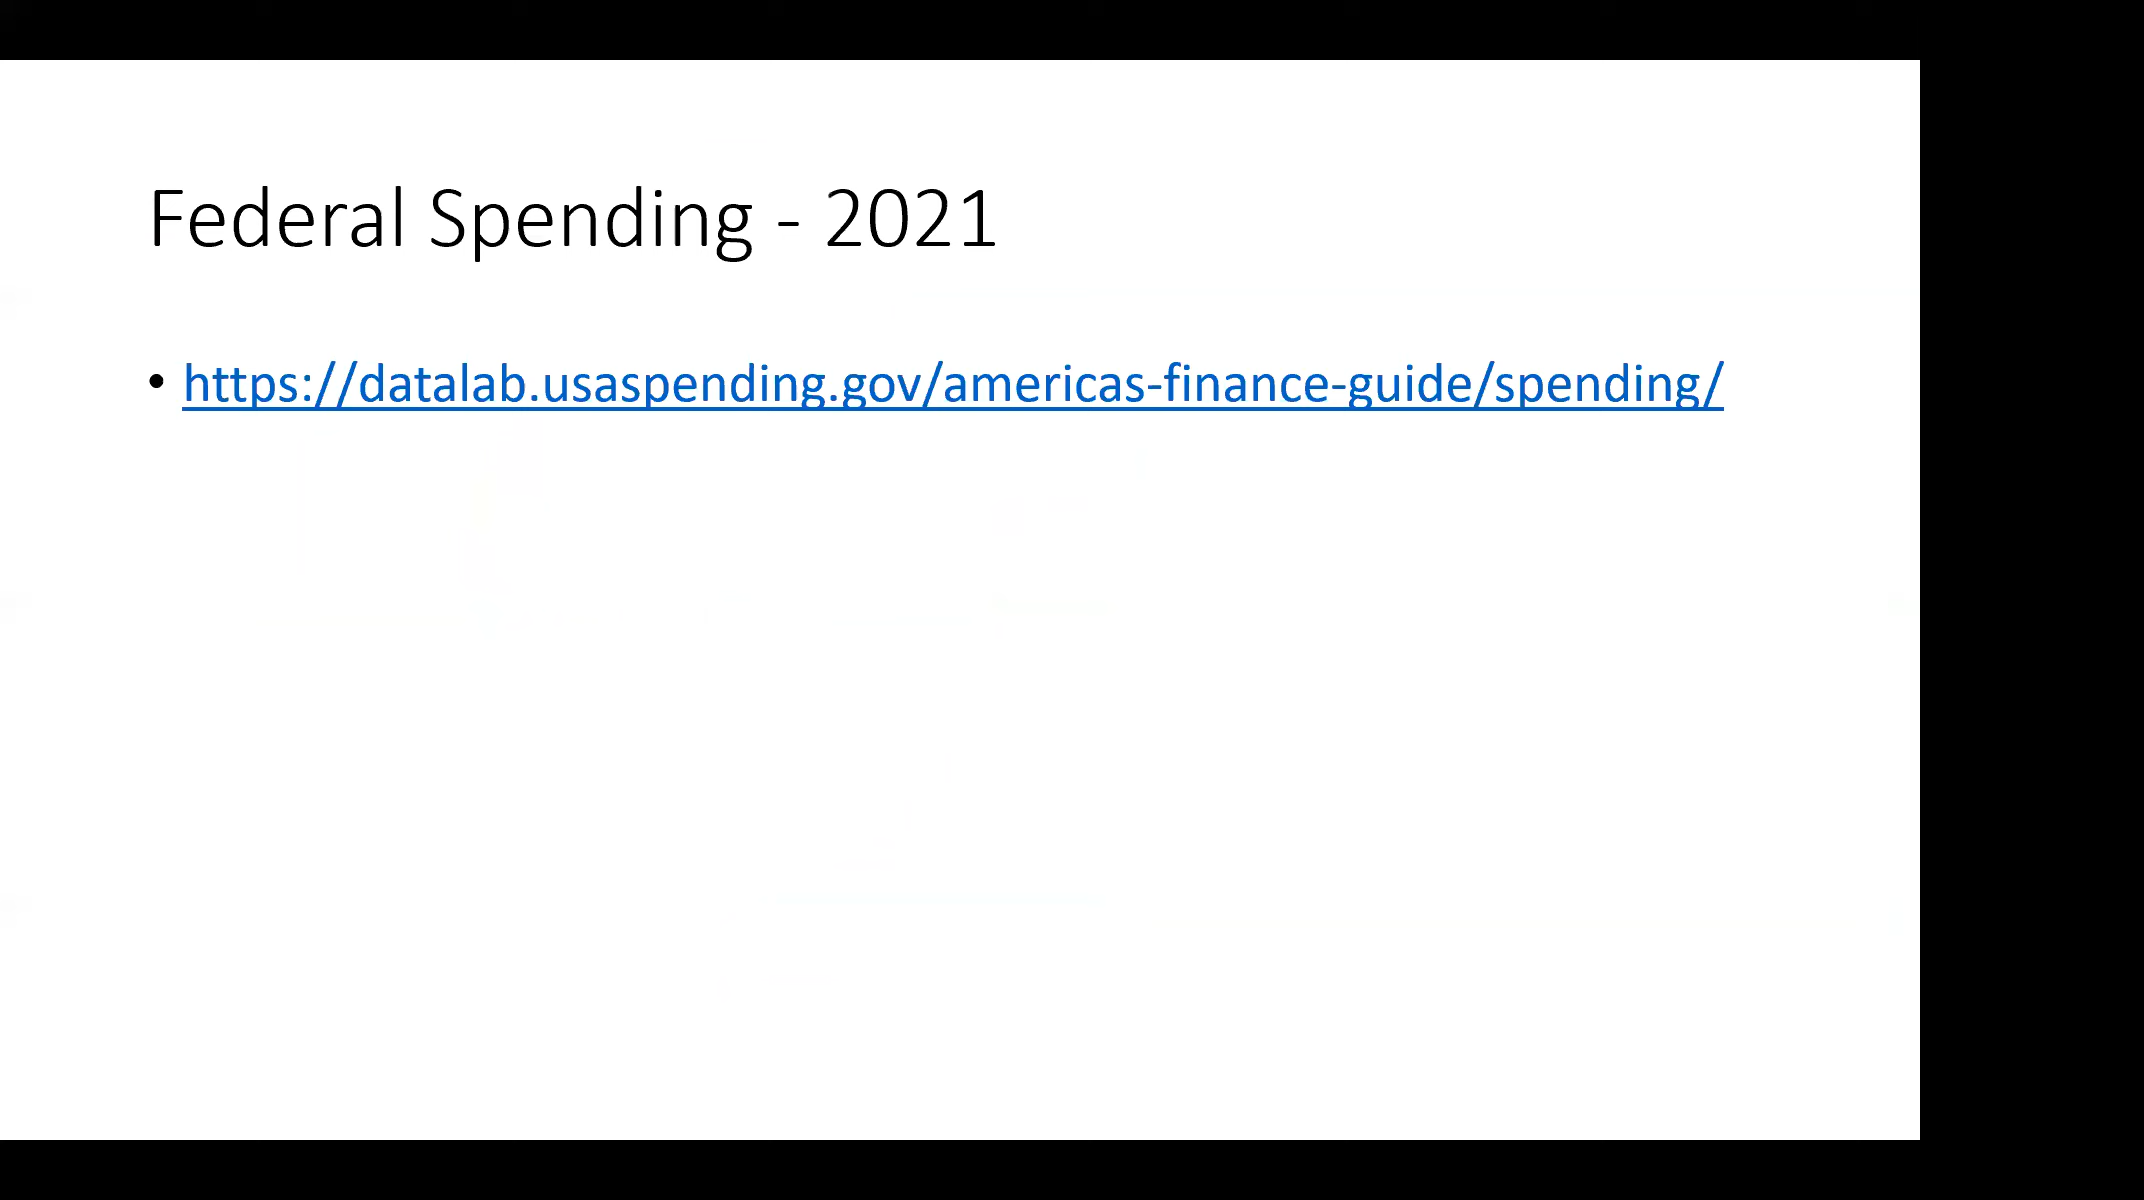 Federal Spending - 2021
• https://datalab.usaspending.gov/americas-finance-guide/spending/